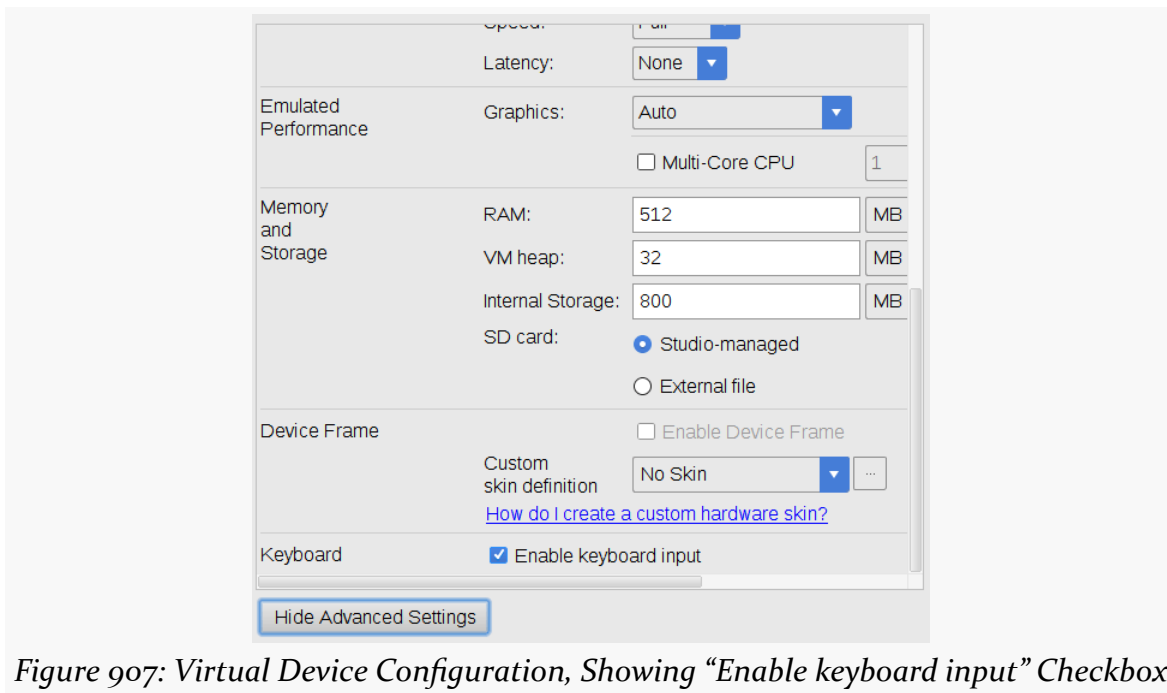 Speed: Full
Latency: None
Emulated
Performance
Graphics: Auto
Multi-Core CPU 1
Memory
and
Storage
RAM: 512 MB
VM heap: 32 MB
Internal Storage: 800 MB
SD card: Studio-managed
External file
Device Frame Enable Device Frame
Custom
skin definition
No Skin ...
How do I create a custom hardware skin?
Keyboard Enable keyboard input
Hide Advanced Settings
Figure 907: Virtual Device Configuration, Showing “Enable keyboard input” Checkbox